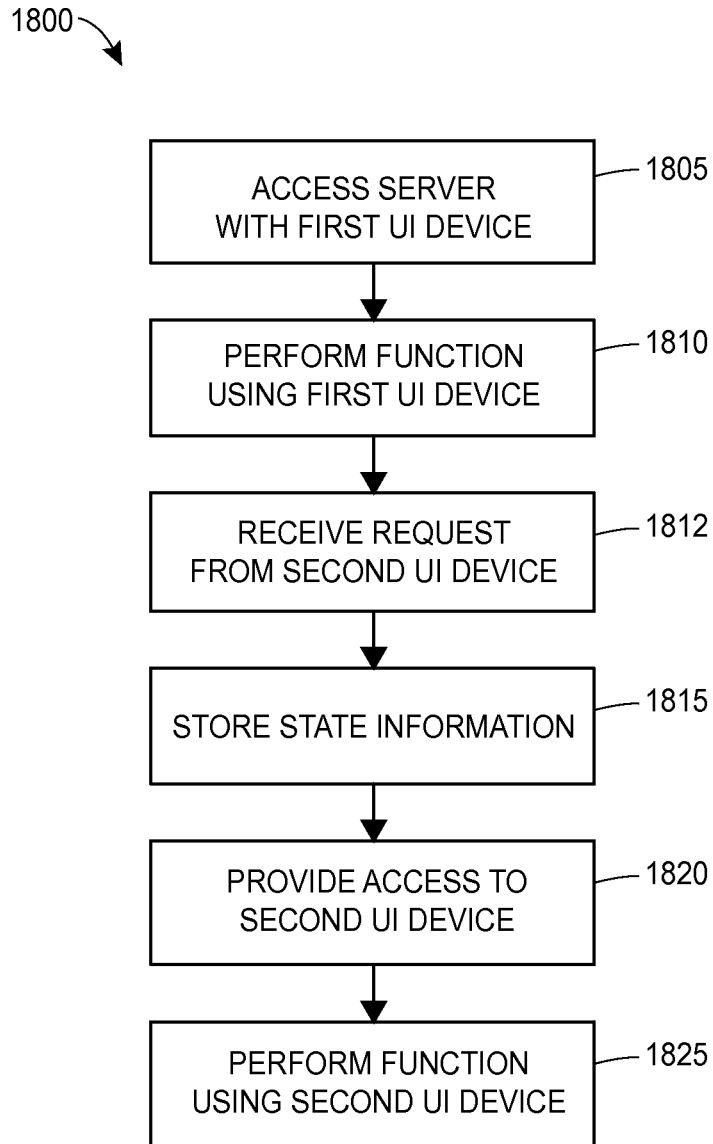 1800
ACCESS SERVER
WITH FIRST UI DEVICE
1805
PERFORM FUNCTION
USING FIRST UI DEVICE
1810
RECEIVE REQUEST
FROM SECOND UI DEVICE
1812
STORE STATE INFORMATION
1815
PROVIDE ACCESS TO
SECOND UI DEVICE
1820
PERFORM FUNCTION
USING SECOND UI DEVICE
1825